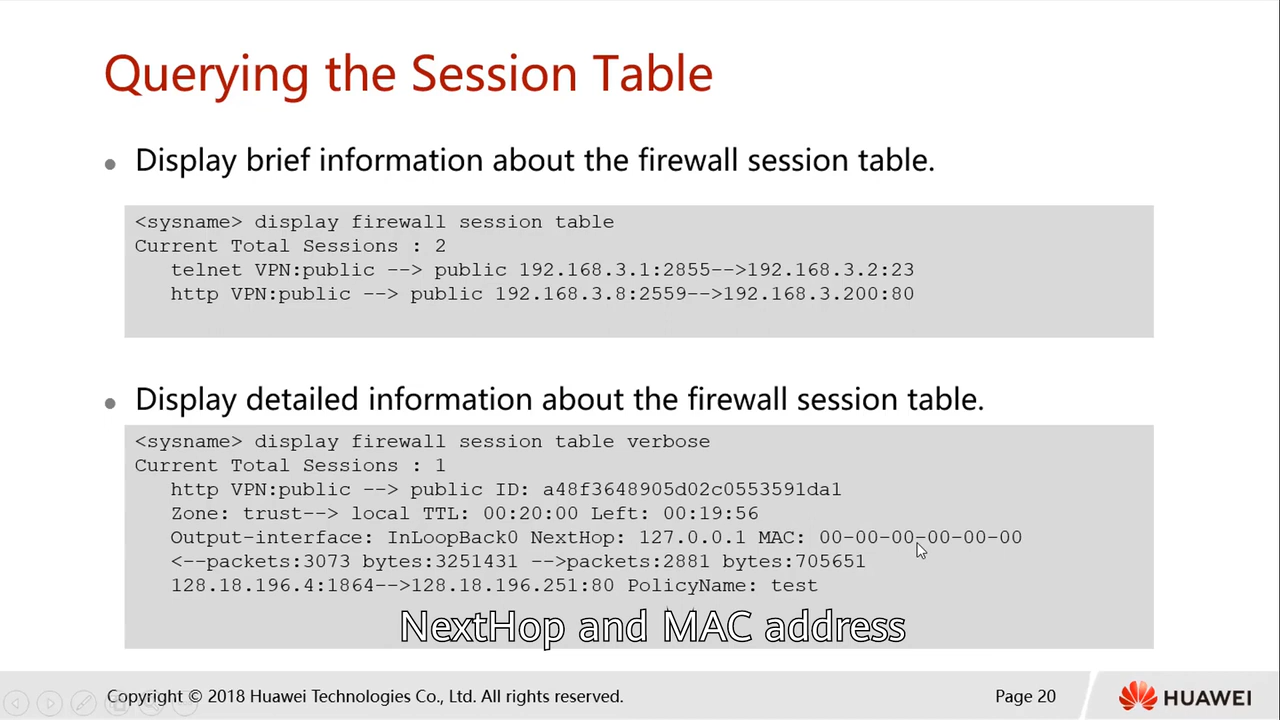 Querying the Session Table
Display brief information about the firewall session table.
<sysname> display firewall session table
Current Total Sessions : 2
telnet VPN:public --> public 192.168.3.1:2855-->192.168.3.2:23
http VPN:public --> public 192.168.3.8:2559-->192.168.3.200:80
Display detailed information about the firewall session table.
<sysname> display firewall session table verbose
Current Total Sessions : 1
http VPN:public --> public ID: a48f3648905d02c0553591da1
Zone: trust--> local TTL: 00:20:00 Left: 00:19:56
Output-interface: InLoopBack0 NextHop: 127.0.0.1 MAC: 00-00-00-00-00-00
<--packets:3073 bytes:3251431 -->packets:2881 bytes:705651
128.18.196.4:1864-->128.18.196.251:80 PolicyName: test
NextHop and MAC address
Copyright © 2018 Huawei Technologies Co., Ltd. All rights reserved.
Page 20
HUAWEI